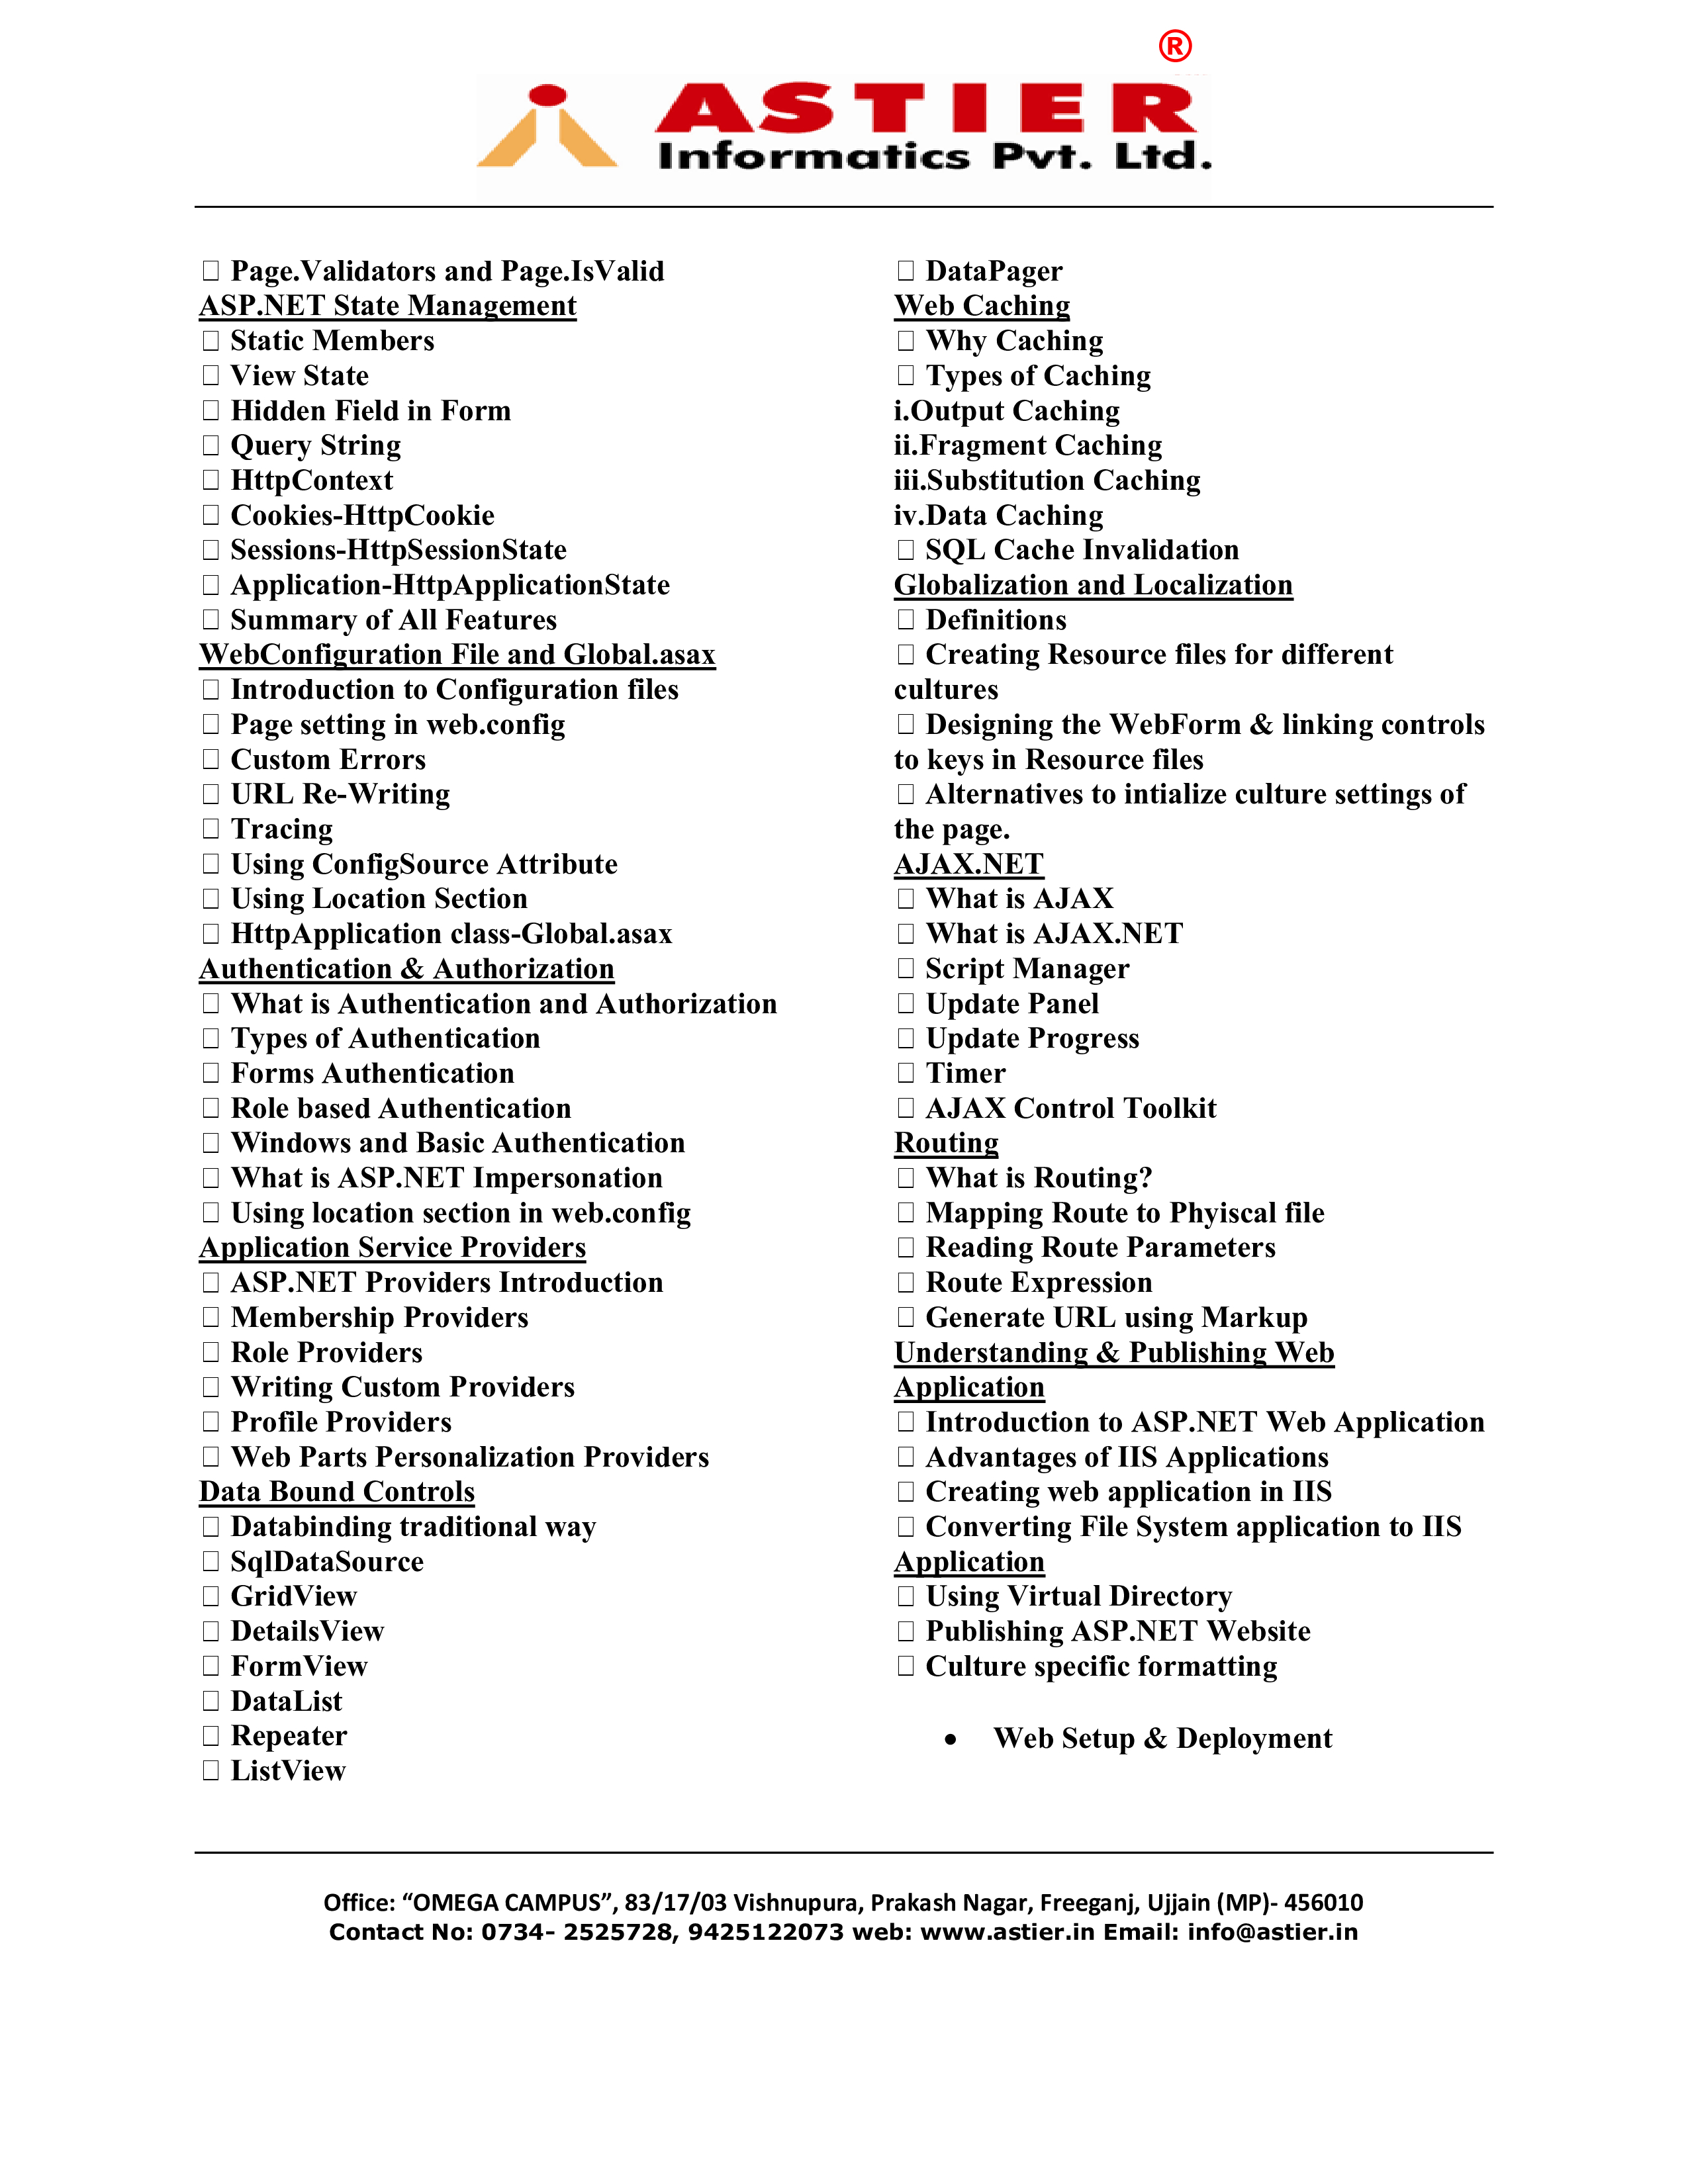 ®
ASTIER
Informatics Pvt. Ltd.
Page.Validators and Page.IsValid
ASP.NET State Management
Static Members
View State
Hidden Field in Form
Query String
HttpContext
Cookies-HttpCookie
Sessions-HttpSessionState
Application-HttpApplicationState
Summary of All Features
WebConfiguration File and Global.asax
Introduction to Configuration files
Page setting in web.config
Custom Errors
URL Re-Writing
Tracing
Using ConfigSource Attribute
Using Location Section
HttpApplication class-Global.asax
Authentication & Authorization
What is Authentication and Authorization
Types of Authentication
Forms Authentication
Role based Authentication
Windows and Basic Authentication
What is ASP.NET Impersonation
Using location section in web.config
Application Service Providers
ASP.NET Providers Introduction
Membership Providers
Role Providers
Writing Custom Providers
Profile Providers
Web Parts Personalization Providers
Data Bound Controls
Databinding traditional way
SqlDataSource
GridView
DetailsView
FormView
DataList
Repeater
ListView
DataPager
Web Caching
Why Caching
Types of Caching
i.Output Caching
ii.Fragment Caching
iii.Substitution Caching
iv.Data Caching
SQL Cache Invalidation
Globalization and Localization
Definitions
Creating Resource files for different
cultures
Designing the WebForm & linking controls
to keys in Resource files
Alternatives to intialize culture settings of
the page.
AJAX.NET
What is AJAX
What is AJAX.NET
Script Manager
Update Panel
Update Progress
Timer
AJAX Control Toolkit
Routing
What is Routing?
Mapping Route to Phyiscal file
Reading Route Parameters
Route Expression
Generate URL using Markup
Understanding & Publishing Web
Application
Introduction to ASP.NET Web Application
Advantages of IIS Applications
Creating web application in IIS
Converting File System application to IIS
Application
Using Virtual Directory
Publishing ASP.NET Website
Culture specific formatting
• Web Setup & Deployment
Office: “OMEGA CAMPUS”, 83/17/03 Vishnupura, Prakash Nagar, Freeganj, Ujjain (MP)- 456010
Contact No: 0734- 2525728, 9425122073 web: www.astier.in Email: info@astier.in